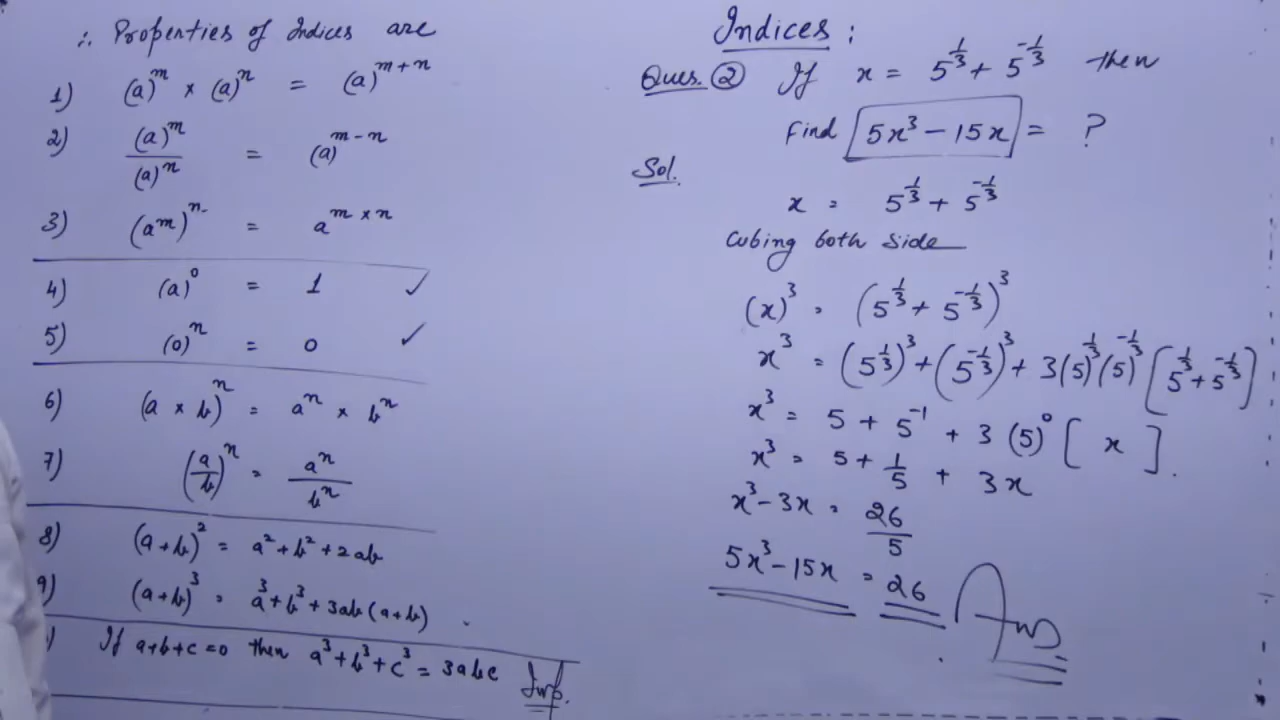 ∴ Properties of Indices are
1) (a)^m × (a)^n = (a)^(m+n)
2) (a)^m / (a)^n = (a)^(m-n)
3) (a^m)^n = a^(m×n)
4) (a)^0 = 1 ✓
5) (0)^n = 0 ✓
6) (a × b)^n = a^n × b^n
7) (a/b)^n = a^n / b^n
8) (a+b)^2 = a^2 + b^2 + 2ab
9) (a+b)^3 = a^3 + b^3 + 3ab(a+b)
) If a+b+c=0 then a^3+b^3+c^3 = 3abc Imp.
Indices :
Ques. ② If x = 5^(1/3) + 5^(-1/3) then
Find 5x^3 - 15x = ?
Sol.
x = 5^(1/3) + 5^(-1/3)
Cubing both side
(x)^3 = (5^(1/3) + 5^(-1/3))^3
x^3 = (5^(1/3))^3 + (5^(-1/3))^3 + 3(5)^(1/3)(5)^(-1/3) [5^(1/3) + 5^(-1/3)]
x^3 = 5 + 5^(-1) + 3(5)^0 [x].
x^3 = 5 + 1/5 + 3x
x^3 - 3x = 26/5
5x^3 - 15x = 26 Ans